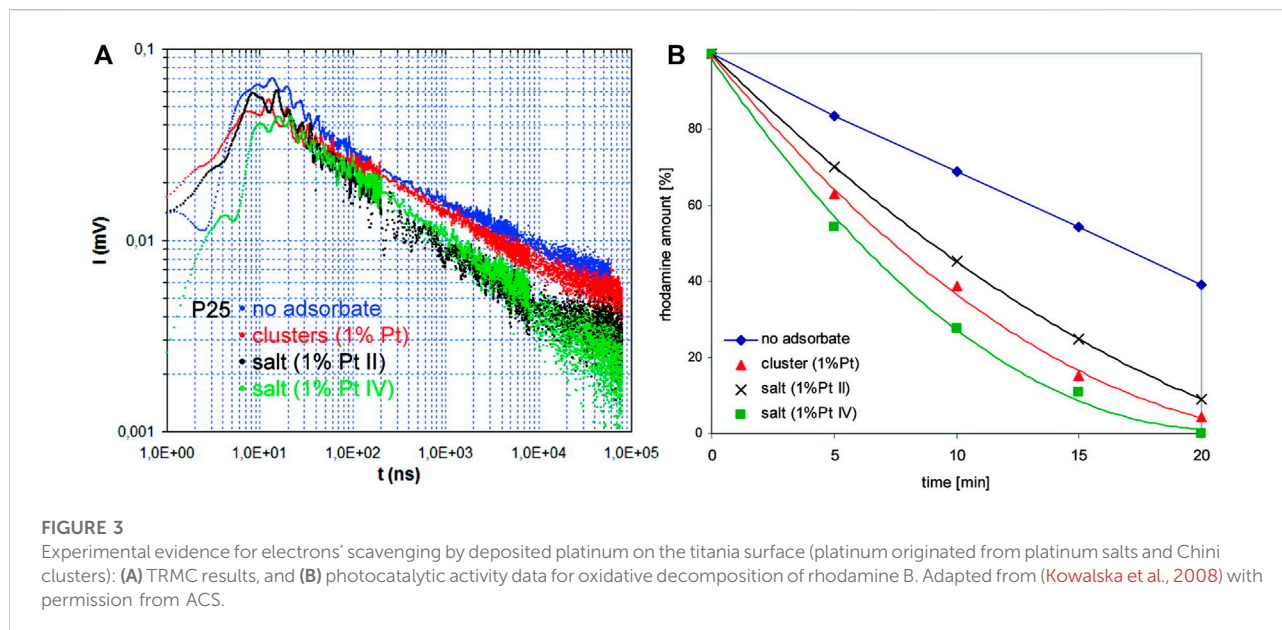 A
0,1
0,01
0,001
I (mV)
P25 • no adsorbate
• clusters (1% Pt)
• salt (1% Pt II)
• salt (1% Pt IV)
1,0E+00 1,0E+01 1,0E+02 1,0E+03 1,0E+04 1,0E+05
t (ns)
B
80
60
40
20
0
rhodamine amount [%]
no adsorbate
cluster (1%Pt)
salt (1%Pt II)
salt (1%Pt IV)
0 5 10 15 20
time [min]
FIGURE 3
Experimental evidence for electrons’ scavenging by deposited platinum on the titania surface (platinum originated from platinum salts and Chini
clusters): (A) TRMC results, and (B) photocatalytic activity data for oxidative decomposition of rhodamine B. Adapted from (Kowalska et al., 2008) with
permission from ACS.